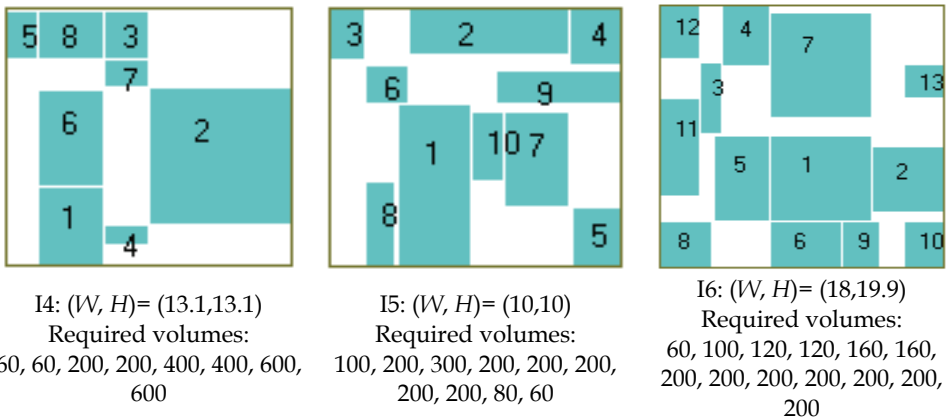 5 8 3
7
6 2
1
4
3 2 4
6 9
1 10 7
8
5
12 4 7
3 13
11
5 1 2
8 6 9 10
I4: (W, H)= (13.1,13.1)
Required volumes:
60, 60, 200, 200, 400, 400, 600,
600
I5: (W, H)= (10,10)
Required volumes:
100, 200, 300, 200, 200, 200,
200, 200, 80, 60
I6: (W, H)= (18,19.9)
Required volumes:
60, 100, 120, 120, 160, 160,
200, 200, 200, 200, 200, 200,
200